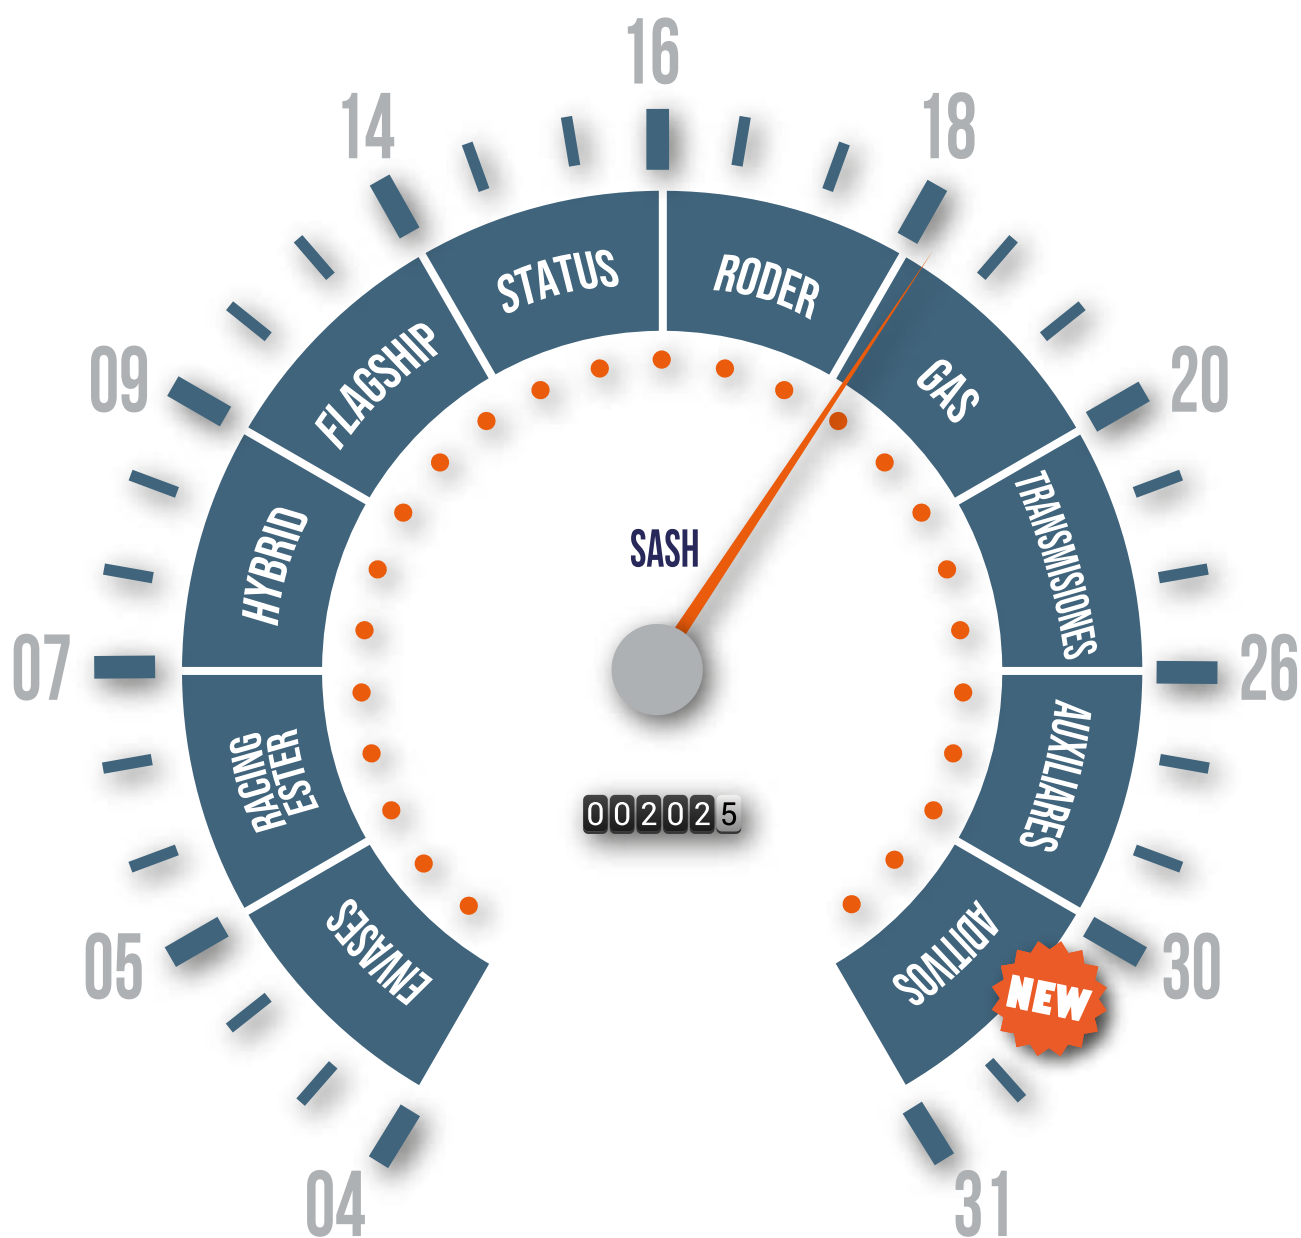 16
14
18
STATUS
RODER
FLAGSHIP
GAS
09
20
HYBRID
TRANSMISIONES
SASH
07
26
RACING
ESTER
AUXILIARES
002025
ENVASES
ADITIVOS
05
30
NEW
04
31